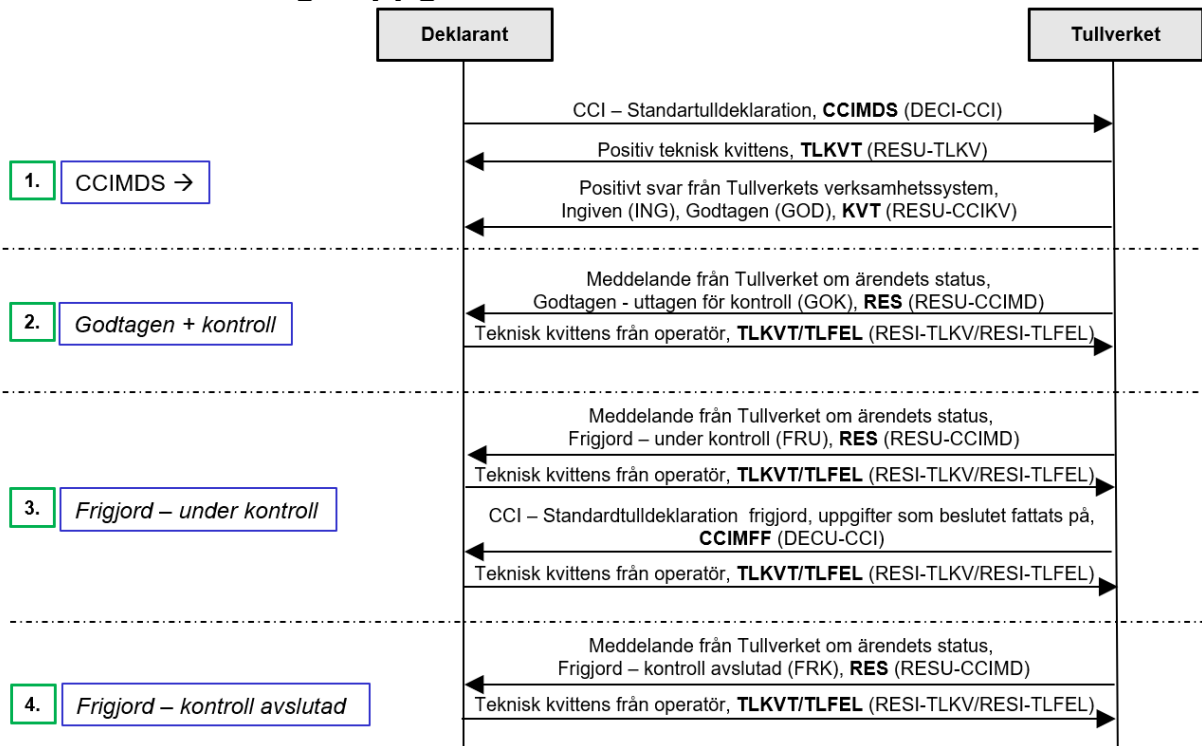 Deklarant
Tullverket
CCI – Standartulldeklaration, CCIMDS (DECI-CCI)
Positiv teknisk kvittens, TLKVT (RESU-TLKV)
1.
CCIMDS →
Positivt svar från Tullverkets verksamhetssystem,
Ingiven (ING), Godtagen (GOD), KVT (RESU-CCIKV)
Meddelande från Tullverket om ärendets status,
Godtagen - uttagen för kontroll (GOK), RES (RESU-CCIMD)
2.
Godtagen + kontroll
Teknisk kvittens från operatör, TLKVT/TLFEL (RESI-TLKV/RESI-TLFEL)
Meddelande från Tullverket om ärendets status,
Frigjord – under kontroll (FRU), RES (RESU-CCIMD)
Teknisk kvittens från operatör, TLKVT/TLFEL (RESI-TLKV/RESI-TLFEL)
3.
Frigjord – under kontroll
CCI – Standardtulldeklaration frigjord, uppgifter som beslutet fattats på,
CCIMFF (DECU-CCI)
Teknisk kvittens från operatör, TLKVT/TLFEL (RESI-TLKV/RESI-TLFEL)
Meddelande från Tullverket om ärendets status,
Frigjord – kontroll avslutad (FRK), RES (RESU-CCIMD)
4.
Frigjord – kontroll avslutad
Teknisk kvittens från operatör, TLKVT/TLFEL (RESI-TLKV/RESI-TLFEL)